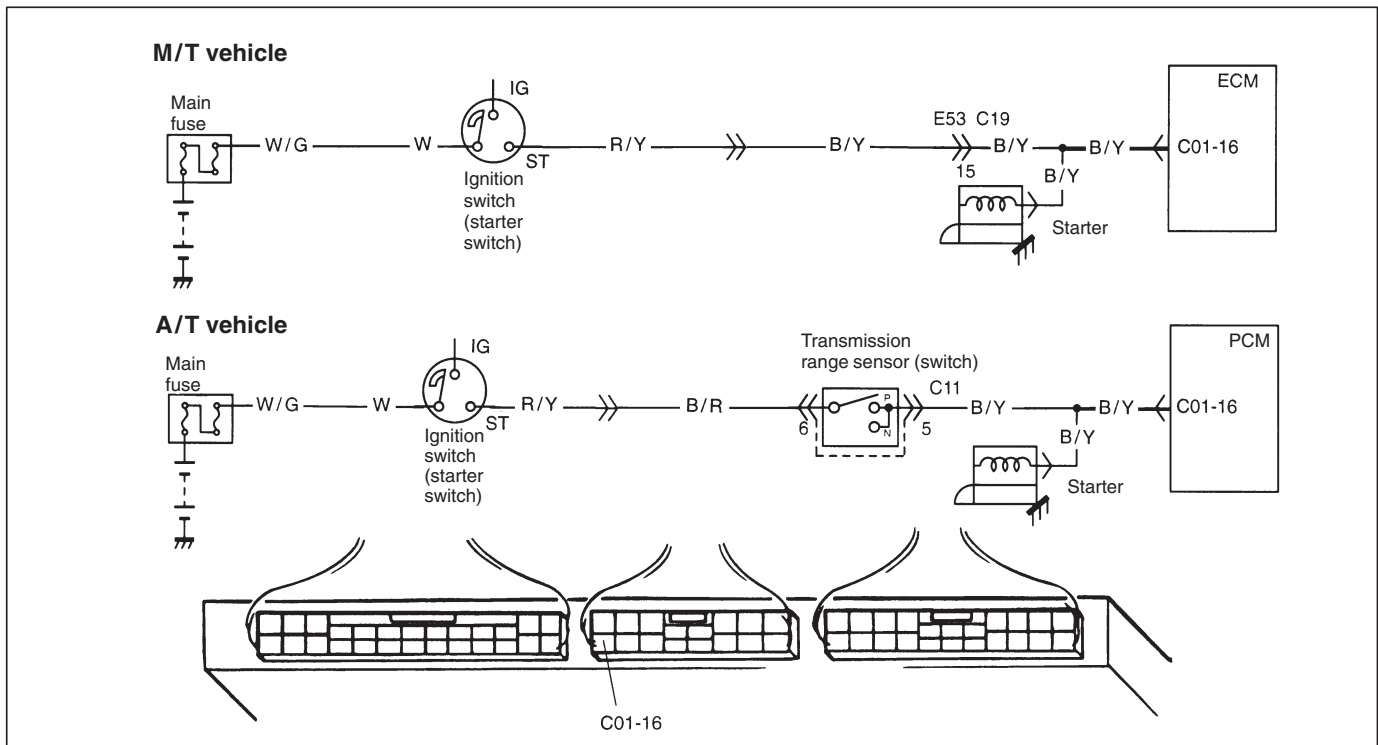 M/T vehicle
Main
fuse
W/G
W
IG
ST
Ignition
switch
(starter
switch)
R/Y
B/Y
E53 C19
15
B/Y
B/Y
B/Y
Starter
ECM
C01-16
A/T vehicle
Main
fuse
W/G
W
IG
ST
Ignition
switch
(starter
switch)
R/Y
B/R
Transmission
range sensor (switch)
6
P
N
C11
5
B/Y
B/Y
B/Y
Starter
PCM
C01-16
C01-16